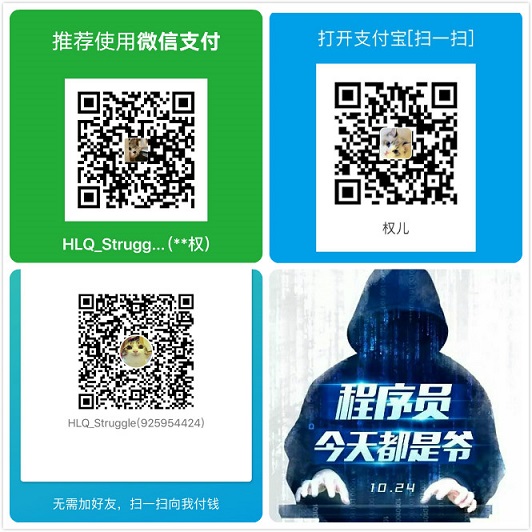 推荐使用微信支付
HLQ_Strugg...(**权)
打开支付宝[扫一扫]
权儿
HLQ_Struggle(925954424)
无需加好友，扫一扫向我付钱
程序员
今天都是爷
10.24